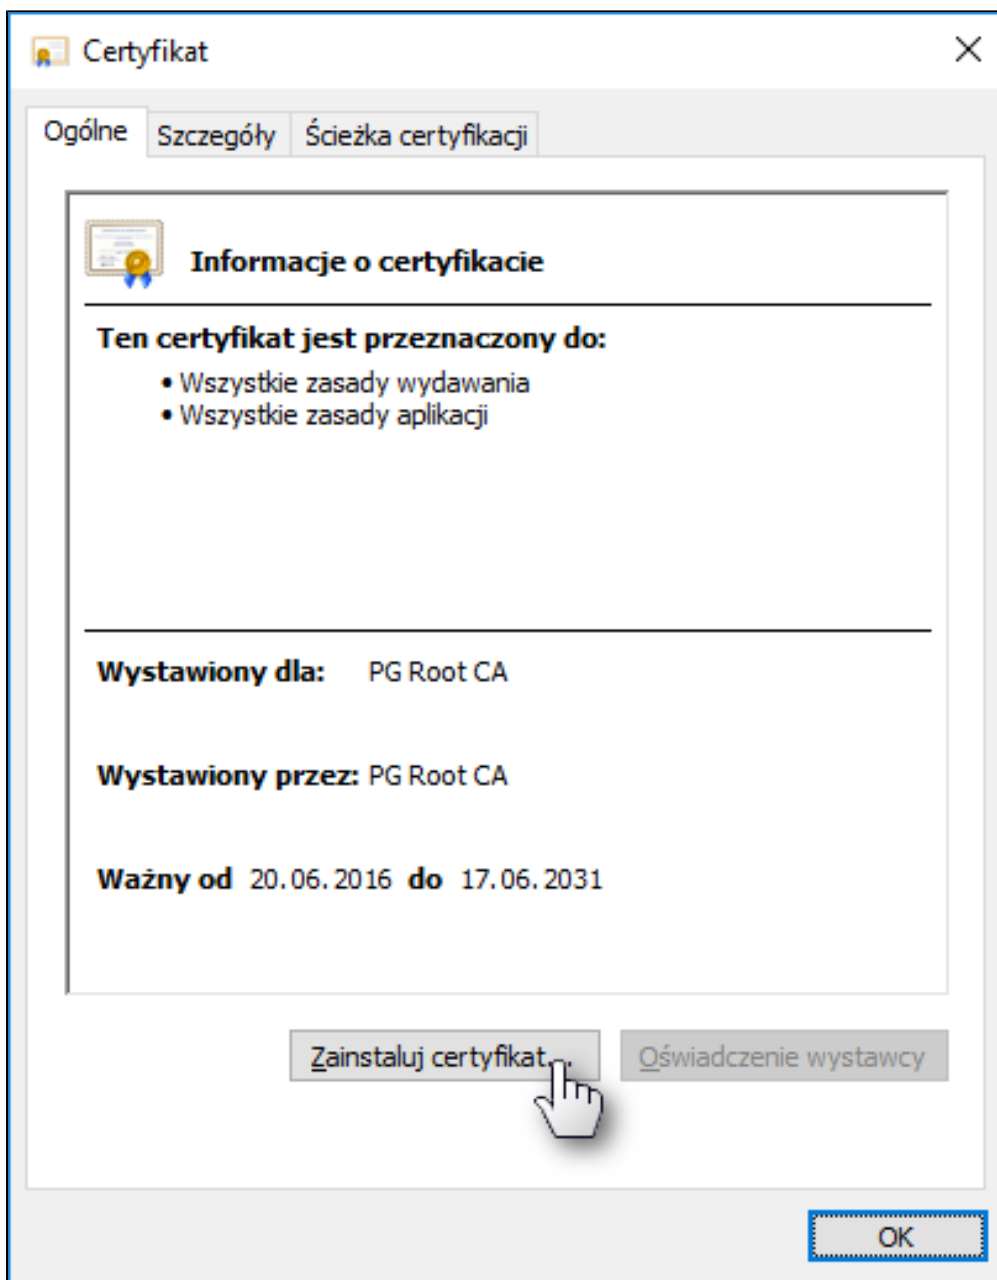 Certyfikat
Ogólne Szczegóły Ścieżka certyfikacji
Informacje o certyfikacie
Ten certyfikat jest przeznaczony do:
• Wszystkie zasady wydawania
• Wszystkie zasady aplikacji
Wystawiony dla: PG Root CA
Wystawiony przez: PG Root CA
Ważny od 20.06.2016 do 17.06.2031
Zainstaluj certyfikat... Oświadczenie wystawcy
OK